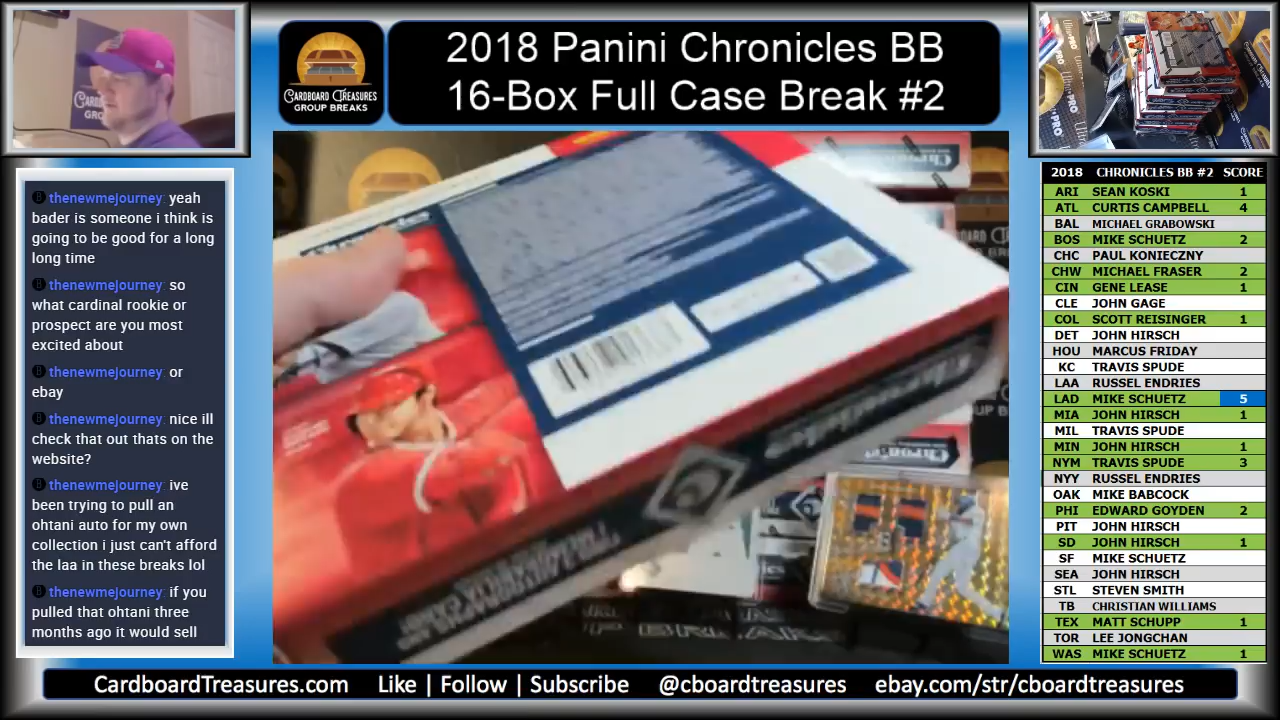 2018 Panini Chronicles BB
16-Box Full Case Break #2
CARDBOARD TREASURES
GROUP BREAKS
thenewmejourney: yeah
bader is someone i think is
going to be good for a long
long time
thenewmejourney: so
what cardinal rookie or
prospect are you most
excited about
thenewmejourney: or
ebay
thenewmejourney: nice ill
check that out thats on the
website?
thenewmejourney: ive
been trying to pull an
ohtani auto for my own
collection i just can't afford
the laa in these breaks lol
thenewmejourney: if you
pulled that ohtani three
months ago it would sell
2018 CHRONICLES BB #2 SCORE
ARI SEAN KOSKI 1
ATL CURTIS CAMPBELL 4
BAL MICHAEL GRABOWSKI
BOS MIKE SCHUETZ 2
CHC PAUL KONIECZNY
CHW MICHAEL FRASER 2
CIN GENE LEASE 1
CLE JOHN GAGE
COL SCOTT REISINGER 1
DET JOHN HIRSCH
HOU MARCUS FRIDAY
KC TRAVIS SPUDE
LAA RUSSEL ENDRIES
LAD MIKE SCHUETZ 5
MIA JOHN HIRSCH 1
MIL TRAVIS SPUDE
MIN JOHN HIRSCH 1
NYM TRAVIS SPUDE 3
NYY RUSSEL ENDRIES
OAK MIKE BABCOCK
PHI EDWARD GOYDEN 2
PIT JOHN HIRSCH
SD JOHN HIRSCH 1
SF MIKE SCHUETZ
SEA JOHN HIRSCH
STL STEVEN SMITH
TB CHRISTIAN WILLIAMS
TEX MATT SCHUPP 1
TOR LEE JONGCHAN
WAS MIKE SCHUETZ 1
CardboardTreasures.com Like | Follow | Subscribe @cboardtreasures ebay.com/str/cboardtreasures